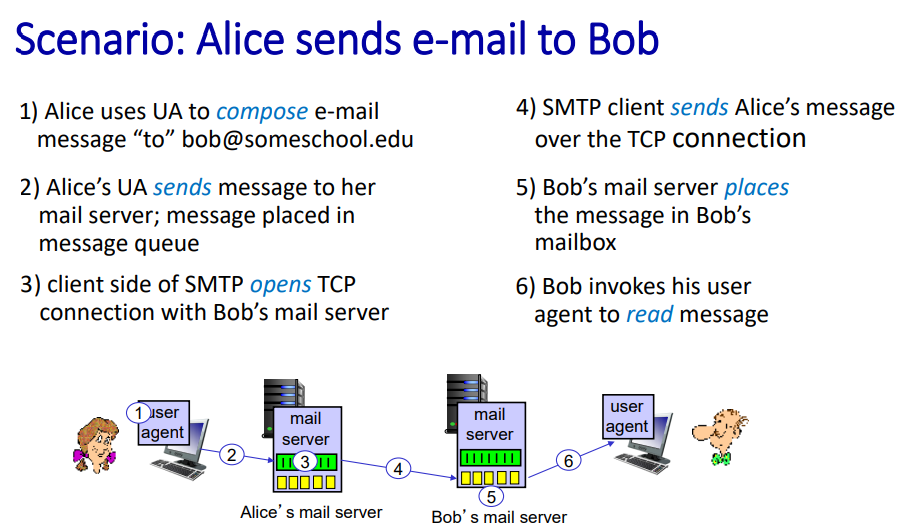 Scenario: Alice sends e-mail to Bob
1) Alice uses UA to compose e-mail
message “to” bob@someschool.edu
2) Alice’s UA sends message to her
mail server; message placed in
message queue
3) client side of SMTP opens TCP
connection with Bob’s mail server
4) SMTP client sends Alice’s message
over the TCP connection
5) Bob’s mail server places
the message in Bob’s
mailbox
6) Bob invokes his user
agent to read message
1
user
agent
2
mail
server
3
Alice’s mail server
4
mail
server
5
Bob’s mail server
6
user
agent